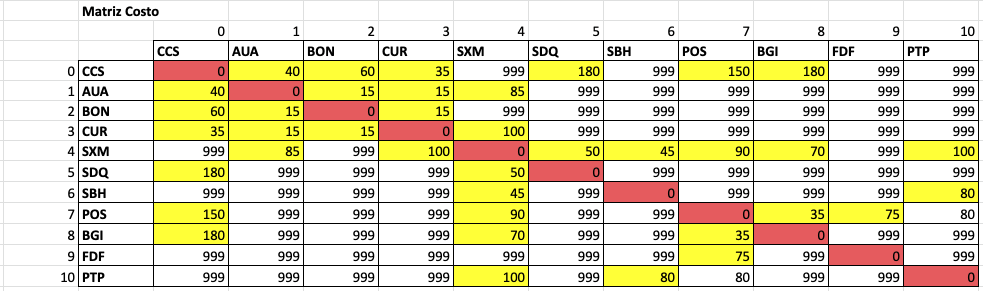 Matriz Costo
0 1 2 3 4 5 6 7 8 9 10
CCS AUA BON CUR SXM SDQ SBH POS BGI FDF PTP
0 CCS 0 40 60 35 999 180 999 150 180 999 999
1 AUA 40 0 15 15 85 999 999 999 999 999 999
2 BON 60 15 0 15 999 999 999 999 999 999 999
3 CUR 35 15 15 0 100 999 999 999 999 999 999
4 SXM 999 85 999 100 0 50 45 90 70 999 100
5 SDQ 180 999 999 999 50 0 999 999 999 999 999
6 SBH 999 999 999 999 45 999 0 999 999 999 80
7 POS 150 999 999 999 90 999 999 0 35 75 80
8 BGI 180 999 999 999 70 999 999 35 0 999 999
9 FDF 999 999 999 999 999 999 999 75 999 0 999
10 PTP 999 999 999 999 100 999 80 80 999 999 0